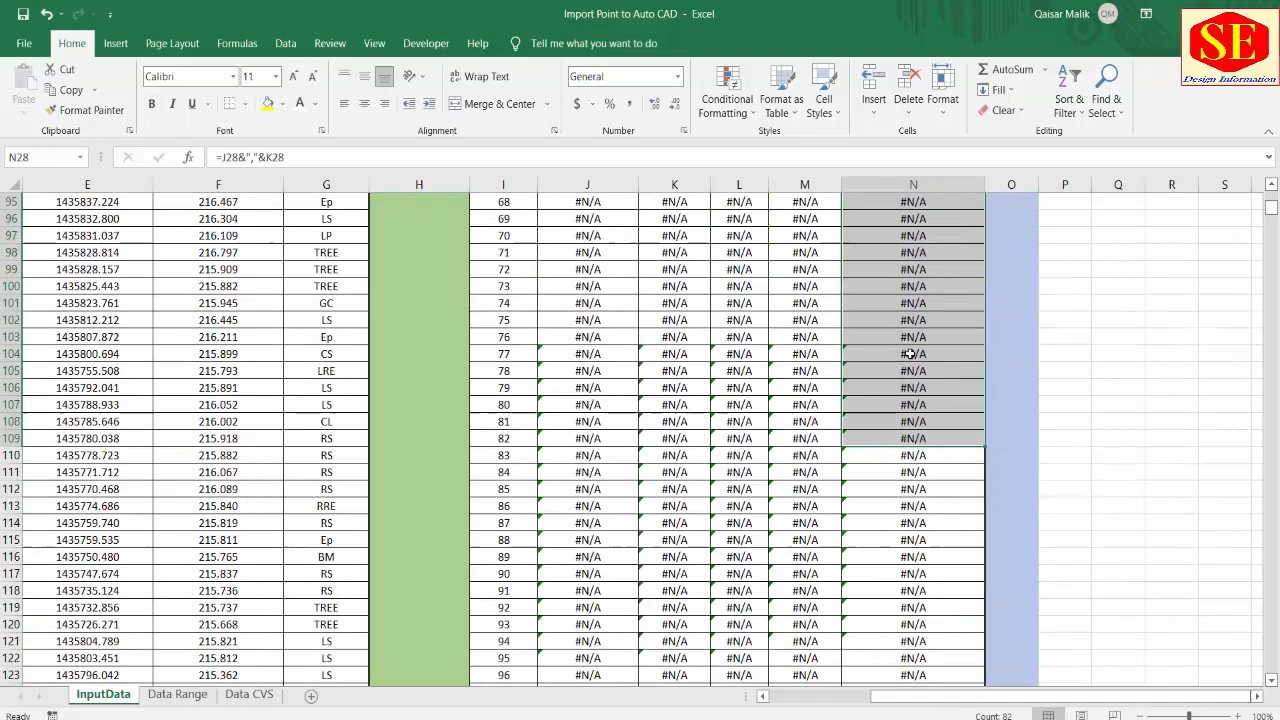 Import Point to Auto CAD - Excel
Qaisar Malik QM
SE
Design Information
File Home Insert Page Layout Formulas Data Review View Developer Help Tell me what you want to do
Cut
Copy
Format Painter
Paste
Calibri 11
B I U
Wrap Text
Merge & Center
General
$ % ,
Conditional Formatting
Format as Table
Cell Styles
Insert Delete Format
AutoSum
Fill
Clear
Sort & Filter
Find & Select
Clipboard Font Alignment Number Styles Cells Editing
N28 fx =J28&","&K28
E F G H I J K L M N O P Q R S
95 1435837.224 216.467 Ep 68 #N/A #N/A #N/A #N/A #N/A
96 1435832.800 216.304 LS 69 #N/A #N/A #N/A #N/A #N/A
97 1435831.037 216.109 LP 70 #N/A #N/A #N/A #N/A #N/A
98 1435828.814 216.797 TREE 71 #N/A #N/A #N/A #N/A #N/A
99 1435828.157 215.909 TREE 72 #N/A #N/A #N/A #N/A #N/A
100 1435825.443 215.882 TREE 73 #N/A #N/A #N/A #N/A #N/A
101 1435823.761 215.945 GC 74 #N/A #N/A #N/A #N/A #N/A
102 1435812.212 216.445 LS 75 #N/A #N/A #N/A #N/A #N/A
103 1435807.872 216.211 Ep 76 #N/A #N/A #N/A #N/A #N/A
104 1435800.694 215.899 CS 77 #N/A #N/A #N/A #N/A #N/A
105 1435755.508 215.793 LRE 78 #N/A #N/A #N/A #N/A #N/A
106 1435792.041 215.891 LS 79 #N/A #N/A #N/A #N/A #N/A
107 1435788.933 216.052 LS 80 #N/A #N/A #N/A #N/A #N/A
108 1435785.646 216.002 CL 81 #N/A #N/A #N/A #N/A #N/A
109 1435780.038 215.918 RS 82 #N/A #N/A #N/A #N/A #N/A
110 1435778.723 215.882 RS 83 #N/A #N/A #N/A #N/A #N/A
111 1435771.712 216.067 RS 84 #N/A #N/A #N/A #N/A #N/A
112 1435770.468 216.089 RS 85 #N/A #N/A #N/A #N/A #N/A
113 1435774.686 215.840 RRE 86 #N/A #N/A #N/A #N/A #N/A
114 1435759.740 215.819 RS 87 #N/A #N/A #N/A #N/A #N/A
115 1435759.535 215.811 Ep 88 #N/A #N/A #N/A #N/A #N/A
116 1435750.480 215.765 BM 89 #N/A #N/A #N/A #N/A #N/A
117 1435747.674 215.837 RS 90 #N/A #N/A #N/A #N/A #N/A
118 1435735.124 215.736 RS 91 #N/A #N/A #N/A #N/A #N/A
119 1435732.856 215.737 TREE 92 #N/A #N/A #N/A #N/A #N/A
120 1435726.271 215.668 TREE 93 #N/A #N/A #N/A #N/A #N/A
121 1435804.789 215.821 LS 94 #N/A #N/A #N/A #N/A #N/A
122 1435803.451 215.812 LS 95 #N/A #N/A #N/A #N/A #N/A
123 1435796.042 215.362 LS 96 #N/A #N/A #N/A #N/A #N/A
InputData Data Range Data CVS
Ready Count: 82 100%